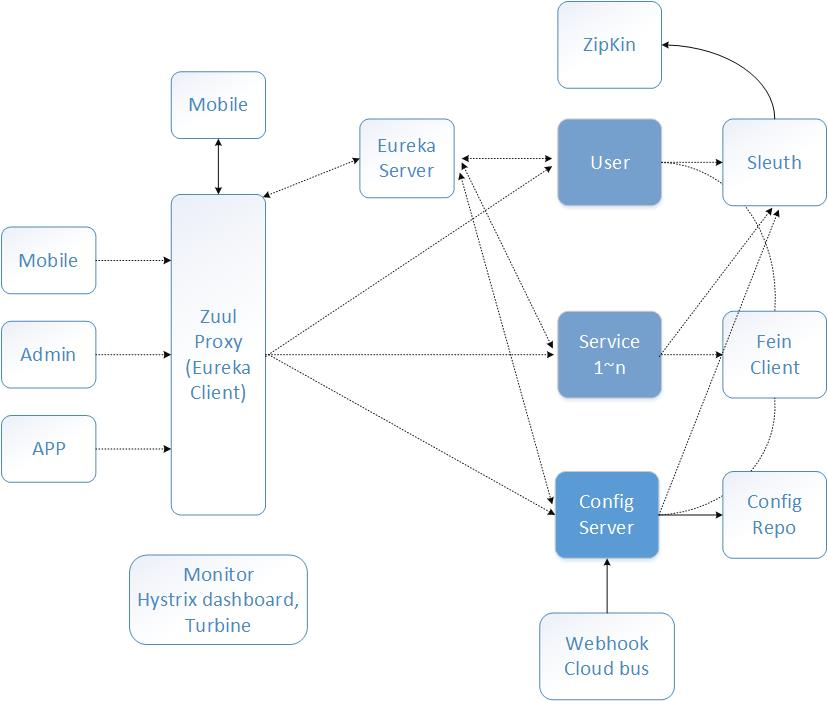 ZipKin
Mobile
Eureka
Server
User
Sleuth
Mobile
Zuul
Proxy
(Eureka
Client)
Service
1~n
Fein
Client
Admin
APP
Config
Server
Config
Repo
Monitor
Hystrix dashboard,
Turbine
Webhook
Cloud bus